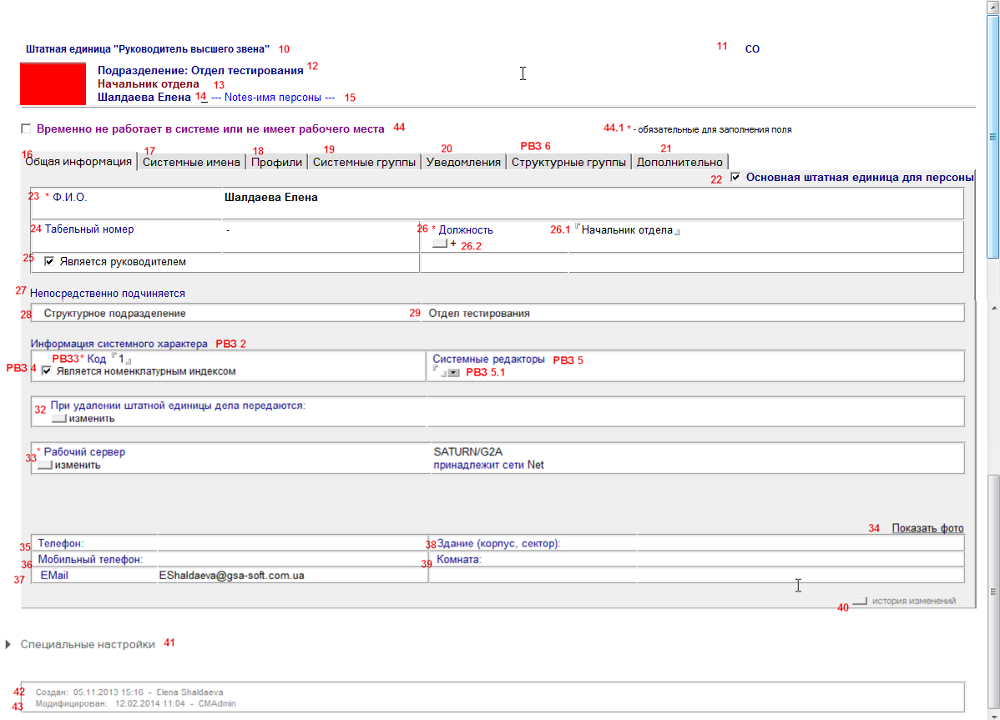 Штатная единица "Руководитель высшего звена" 10 11 СО
Подразделение: Отдел тестирования 12
Начальник отдела 13
Шалдаева Елена 14 --- Notes-имя персоны --- 15
Временно не работает в системе или не имеет рабочего места 44 44.1 * - обязательные для заполнения поля
16 17 18 19 20 РВЗ 6 21
Общая информация Системные имена Профили Системные группы Уведомления Структурные группы Дополнительно
22 Основная штатная единица для персоны
23 * Ф.И.О. Шалдаева Елена
24 Табельный номер - 26 * Должность 26.1 Начальник отдела
+ 26.2
25 Является руководителем
27 Непосредственно подчиняется
28 Структурное подразделение 29 Отдел тестирования
Информация системного характера РВЗ 2
РВЗ3* Код 1 Системные редакторы РВЗ 5
РВЗ 4 Является номенклатурным индексом РВЗ 5.1
32 При удалении штатной единицы дела передаются:
изменить
33 * Рабочий сервер SATURN/G2A
изменить принадлежит сети Net
34 Показать фото
35 Телефон: 38 Здание (корпус, сектор):
36 Мобильный телефон: 39 Комната:
37 EMail EShaldaeva@gsa-soft.com.ua
40 история изменений
Специальные настройки 41
42 Создан: 05.11.2013 15:16 - Elena Shaldaeva
43 Модифицирован: 12.02.2014 11:04 - CMAdmin